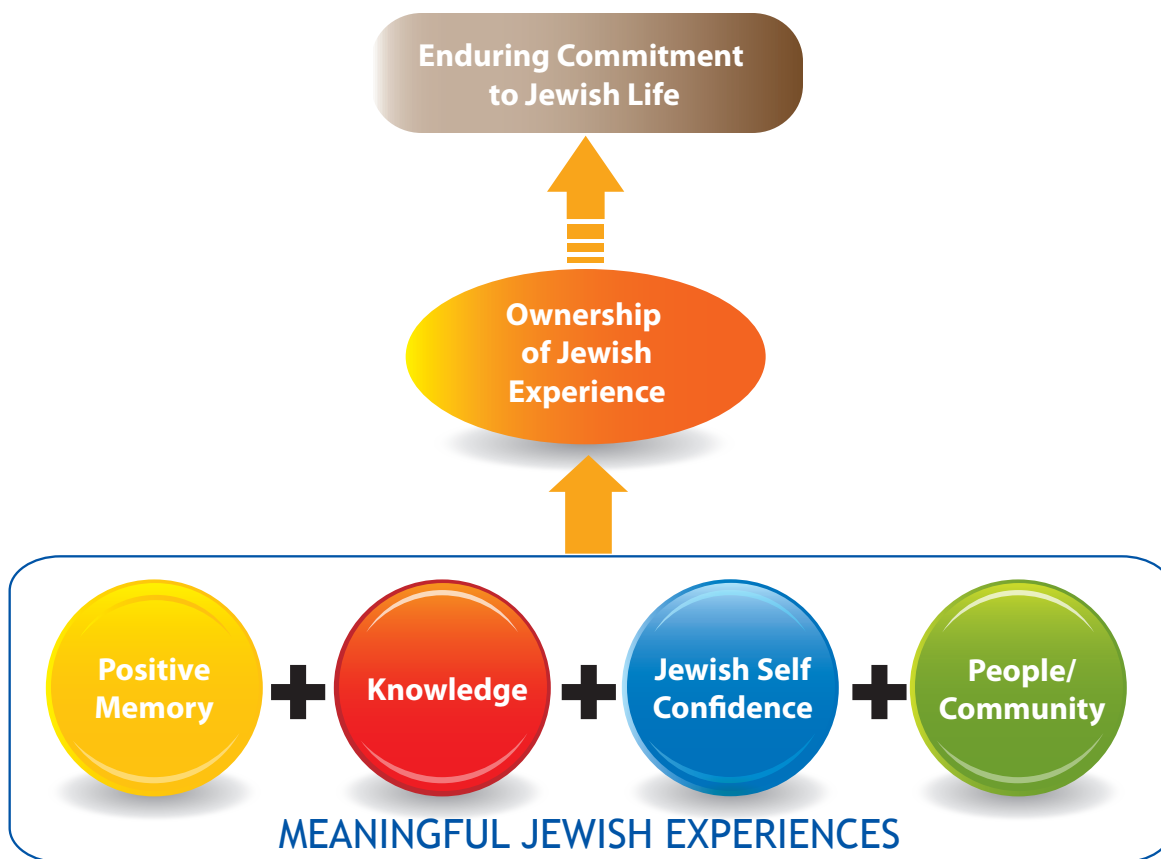 Enduring Commitment
to Jewish Life
Ownership
of Jewish
Experience
Positive
Memory
Knowledge
Jewish Self
Confidence
People/
Community
MEANINGFUL JEWISH EXPERIENCES